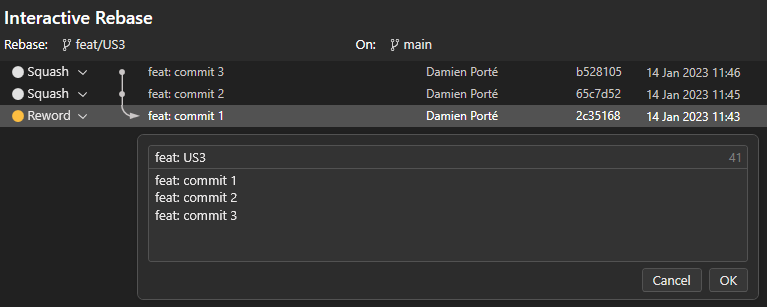 Interactive Rebase
Rebase: feat/US3 On: main
Squash feat: commit 3 Damien Porté b528105 14 Jan 2023 11:46
Squash feat: commit 2 Damien Porté 65c7d52 14 Jan 2023 11:45
Reword feat: commit 1 Damien Porté 2c35168 14 Jan 2023 11:43
feat: US3 41
feat: commit 1
feat: commit 2
feat: commit 3
Cancel OK